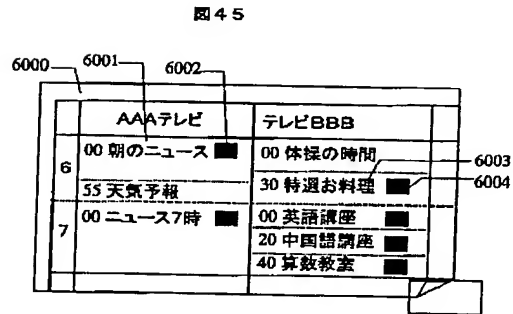 図45
6000 6001 6002
AAAテレビ テレビBBB
6 00 朝のニュース 00 体操の時間
6003
55 天気予報 30 特選お料理 6004
7 00 ニュース7時 00 英語講座
20 中国語講座
40 算数教室